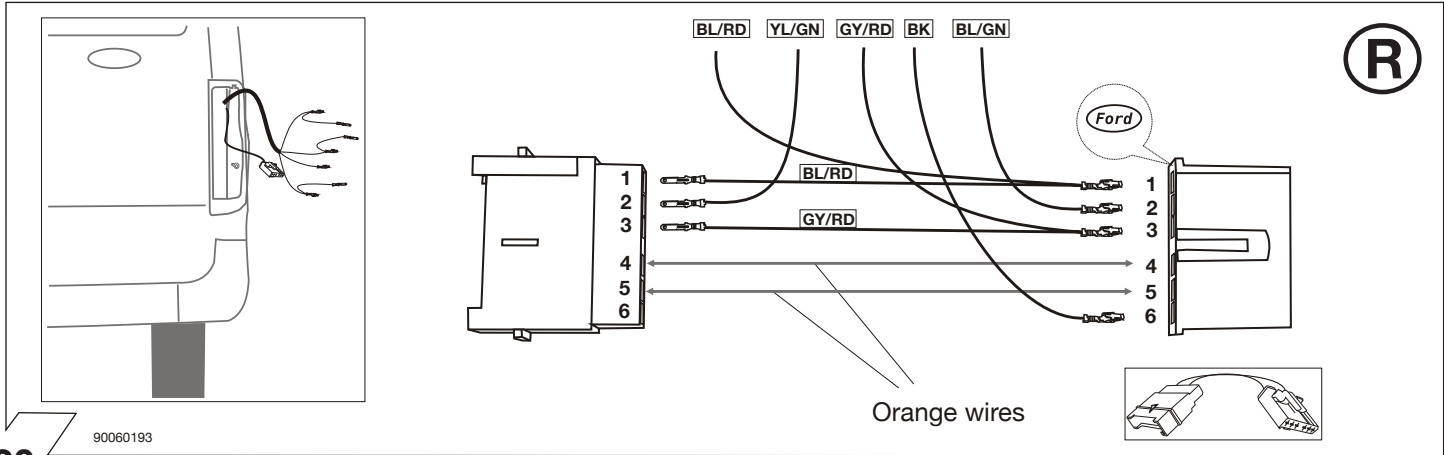 BL/RD YL/GN GY/RD BK BL/GN
R
Ford
1 BL/RD 1
2 2
3 GY/RD 3
4 4
5 5
6 6
Orange wires
90060193